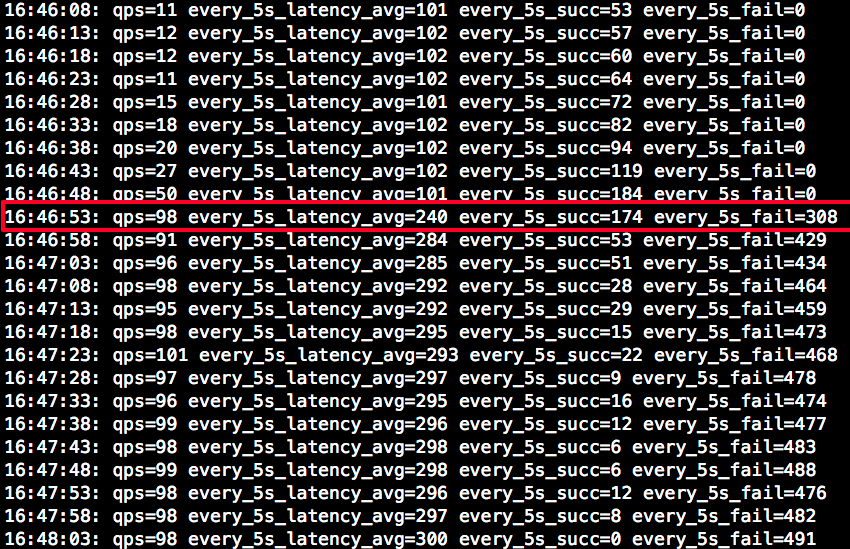 16:46:08: qps=11 every_5s_latency_avg=101 every_5s_succ=53 every_5s_fail=0
16:46:13: qps=12 every_5s_latency_avg=102 every_5s_succ=57 every_5s_fail=0
16:46:18: qps=12 every_5s_latency_avg=102 every_5s_succ=60 every_5s_fail=0
16:46:23: qps=11 every_5s_latency_avg=102 every_5s_succ=64 every_5s_fail=0
16:46:28: qps=15 every_5s_latency_avg=101 every_5s_succ=72 every_5s_fail=0
16:46:33: qps=18 every_5s_latency_avg=102 every_5s_succ=82 every_5s_fail=0
16:46:38: qps=20 every_5s_latency_avg=102 every_5s_succ=94 every_5s_fail=0
16:46:43: qps=27 every_5s_latency_avg=102 every_5s_succ=119 every_5s_fail=0
16:46:48: qps=50 every_5s_latency_avg=101 every_5s_succ=184 every_5s_fail=0
16:46:53: qps=98 every_5s_latency_avg=240 every_5s_succ=174 every_5s_fail=308
16:46:58: qps=91 every_5s_latency_avg=284 every_5s_succ=53 every_5s_fail=429
16:47:03: qps=96 every_5s_latency_avg=285 every_5s_succ=51 every_5s_fail=434
16:47:08: qps=98 every_5s_latency_avg=292 every_5s_succ=28 every_5s_fail=464
16:47:13: qps=95 every_5s_latency_avg=292 every_5s_succ=29 every_5s_fail=459
16:47:18: qps=98 every_5s_latency_avg=295 every_5s_succ=15 every_5s_fail=473
16:47:23: qps=101 every_5s_latency_avg=293 every_5s_succ=22 every_5s_fail=468
16:47:28: qps=97 every_5s_latency_avg=297 every_5s_succ=9 every_5s_fail=478
16:47:33: qps=96 every_5s_latency_avg=295 every_5s_succ=16 every_5s_fail=474
16:47:38: qps=99 every_5s_latency_avg=296 every_5s_succ=12 every_5s_fail=477
16:47:43: qps=98 every_5s_latency_avg=298 every_5s_succ=6 every_5s_fail=483
16:47:48: qps=99 every_5s_latency_avg=298 every_5s_succ=6 every_5s_fail=488
16:47:53: qps=98 every_5s_latency_avg=296 every_5s_succ=12 every_5s_fail=476
16:47:58: qps=98 every_5s_latency_avg=297 every_5s_succ=8 every_5s_fail=482
16:48:03: qps=98 every_5s_latency_avg=300 every_5s_succ=0 every_5s_fail=491